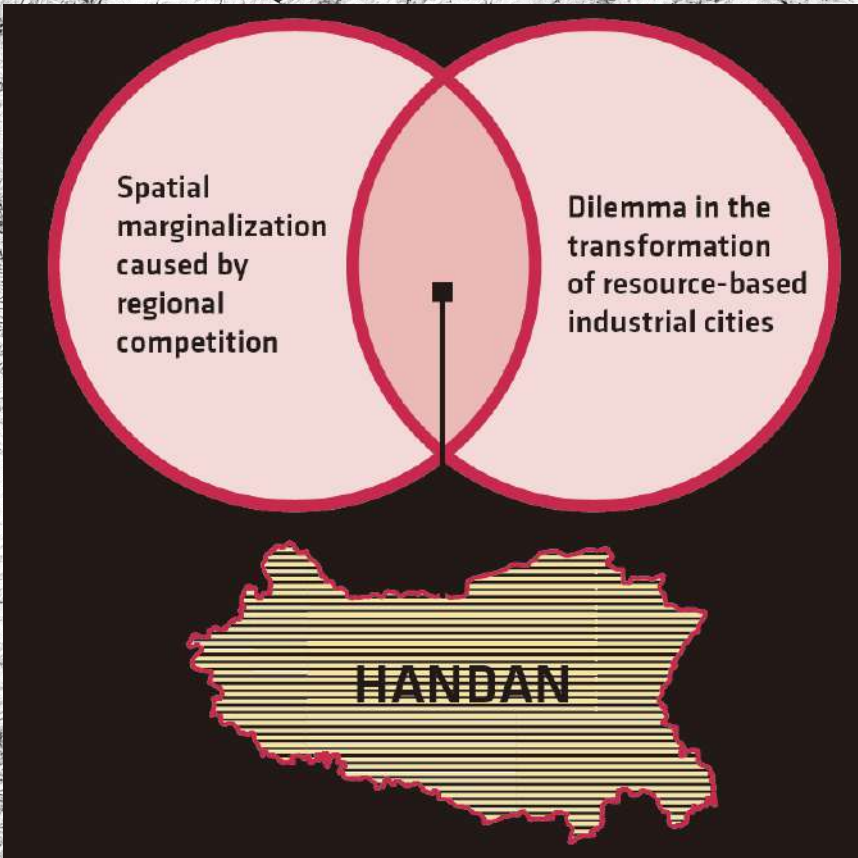 Spatial
marginalization
caused by
regional
competition
Dilemma in the
transformation
of resource-based
industrial cities
HANDAN